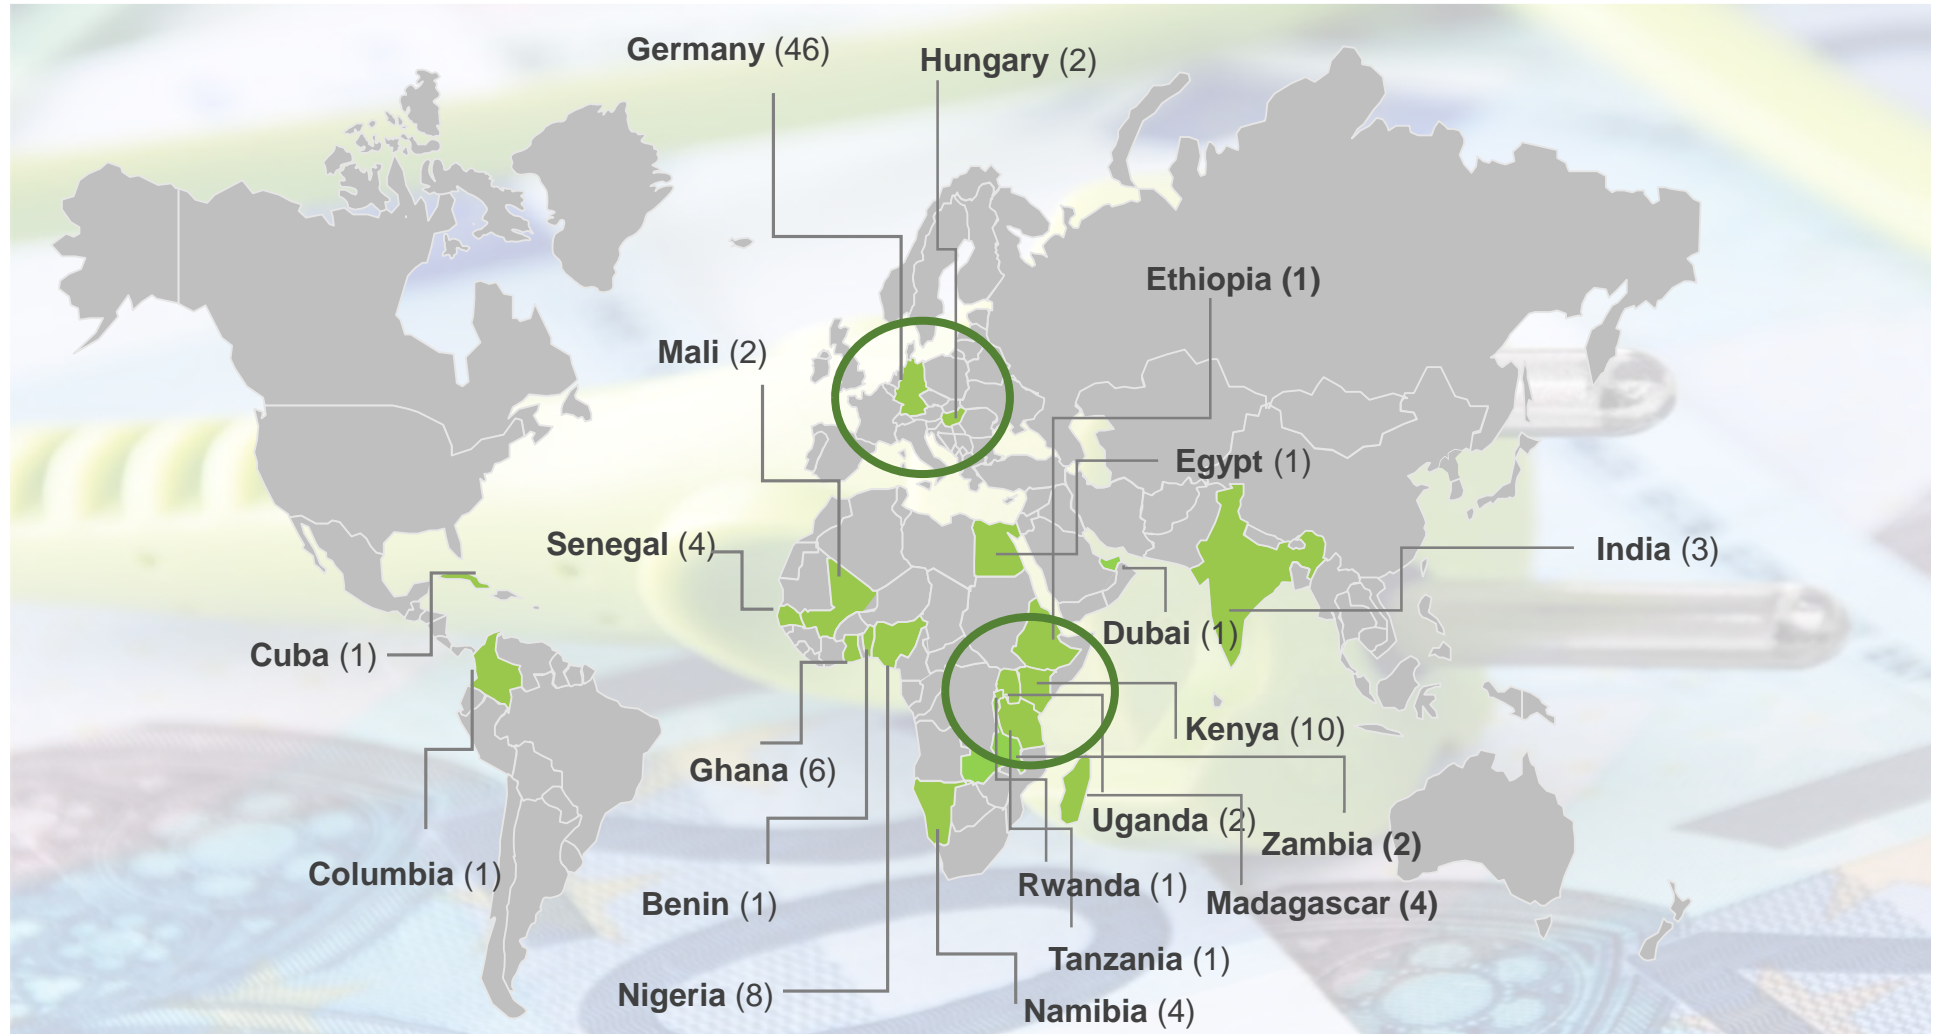 Germany (46)
Hungary (2)
Ethiopia (1)
Mali (2)
Egypt (1)
Senegal (4)
India (3)
Cuba (1)
Dubai (1)
Kenya (10)
Ghana (6)
Uganda (2)
Zambia (2)
Columbia (1)
Rwanda (1)
Benin (1)
Madagascar (4)
Tanzania (1)
Nigeria (8)
Namibia (4)